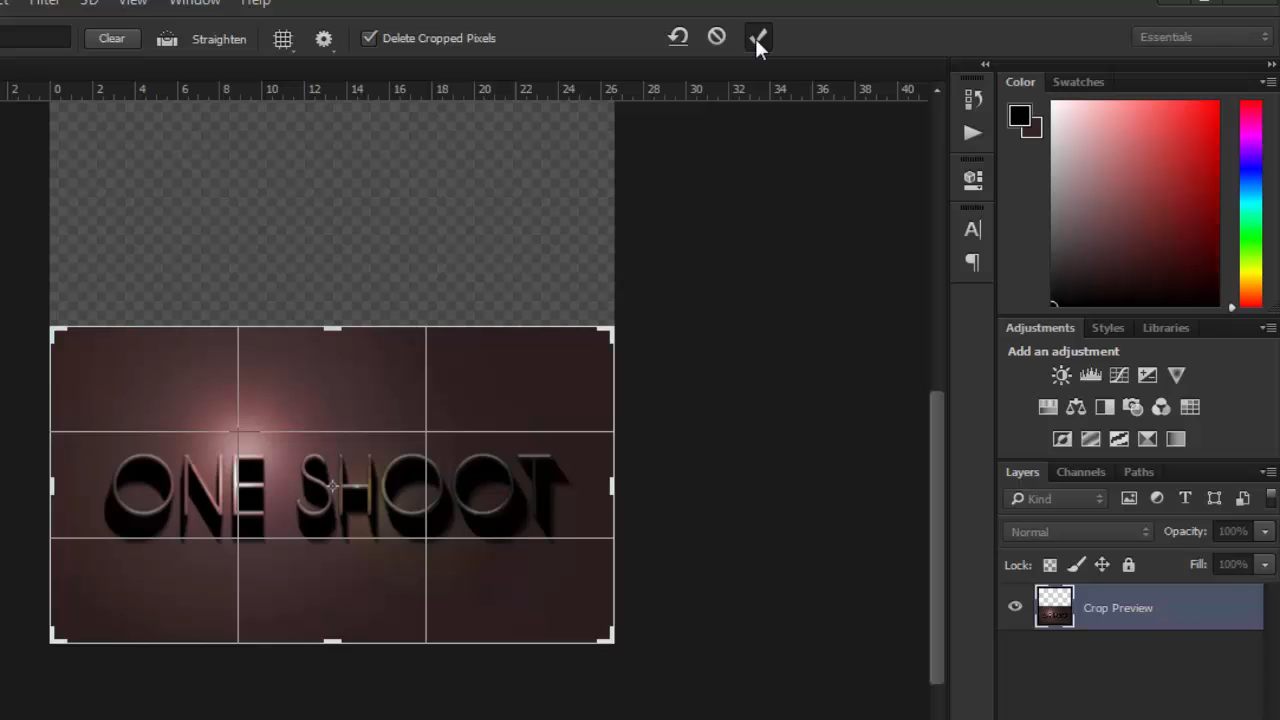 Filter 3D View Window Help
Clear Straighten Delete Cropped Pixels Essentials
2 0 2 4 6 8 10 12 14 16 18 20 22 24 26 28 30 32 34 36 38 40
Color Swatches
A
Adjustments Styles Libraries
Add an adjustment
ONE SHOOT
Layers Channels Paths
Kind T
Normal Opacity: 100%
Lock: Fill: 100%
Crop Preview